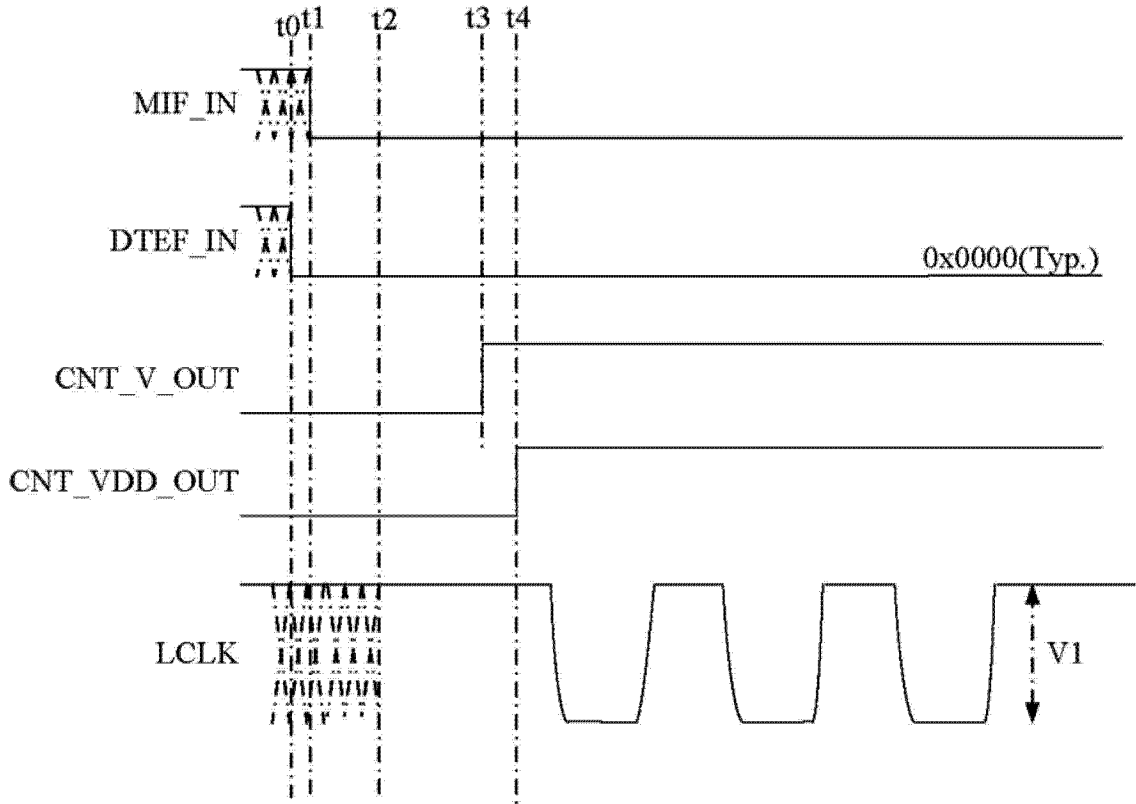 t0 t1 t2 t3 t4
MIF_IN
DTEF_IN
0x0000(Typ.)
CNT_V_OUT
CNT_VDD_OUT
LCLK
V1